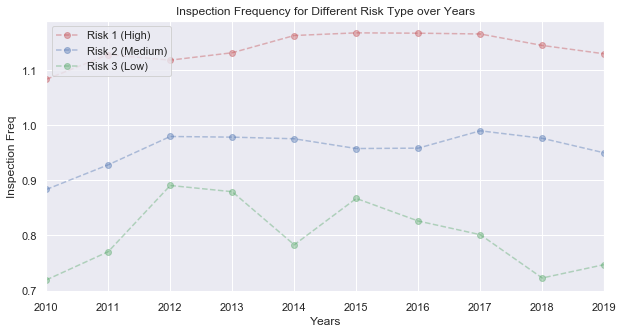 Inspection Frequency for Different Risk Type over Years
Risk 1 (High)
Risk 2 (Medium)
Risk 3 (Low)
Inspection Freq
1.1
1.0
0.9
0.8
0.7
2010 2011 2012 2013 2014 2015 2016 2017 2018 2019
Years